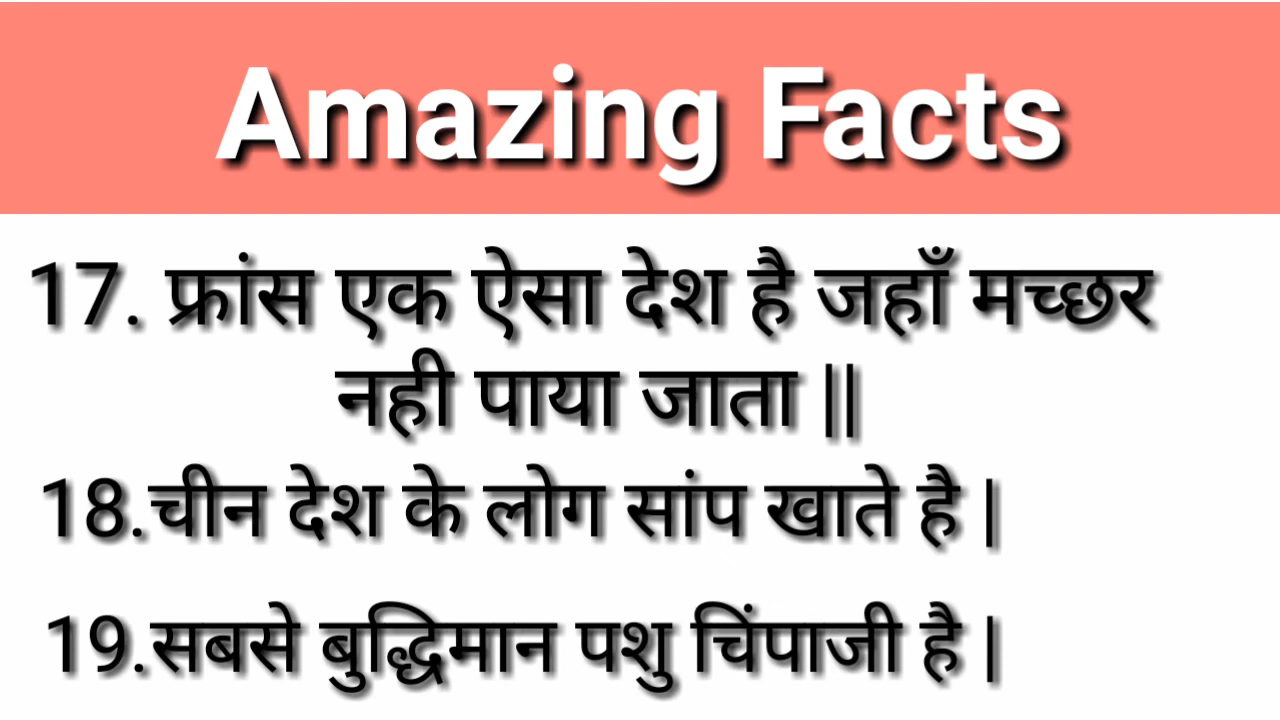 Amazing Facts
17. फ्रांस एक ऐसा देश है जहाँ मच्छर
नही पाया जाता ||
18.चीन देश के लोग सांप खाते है |
19.सबसे बुद्धिमान पशु चिंपाजी है |